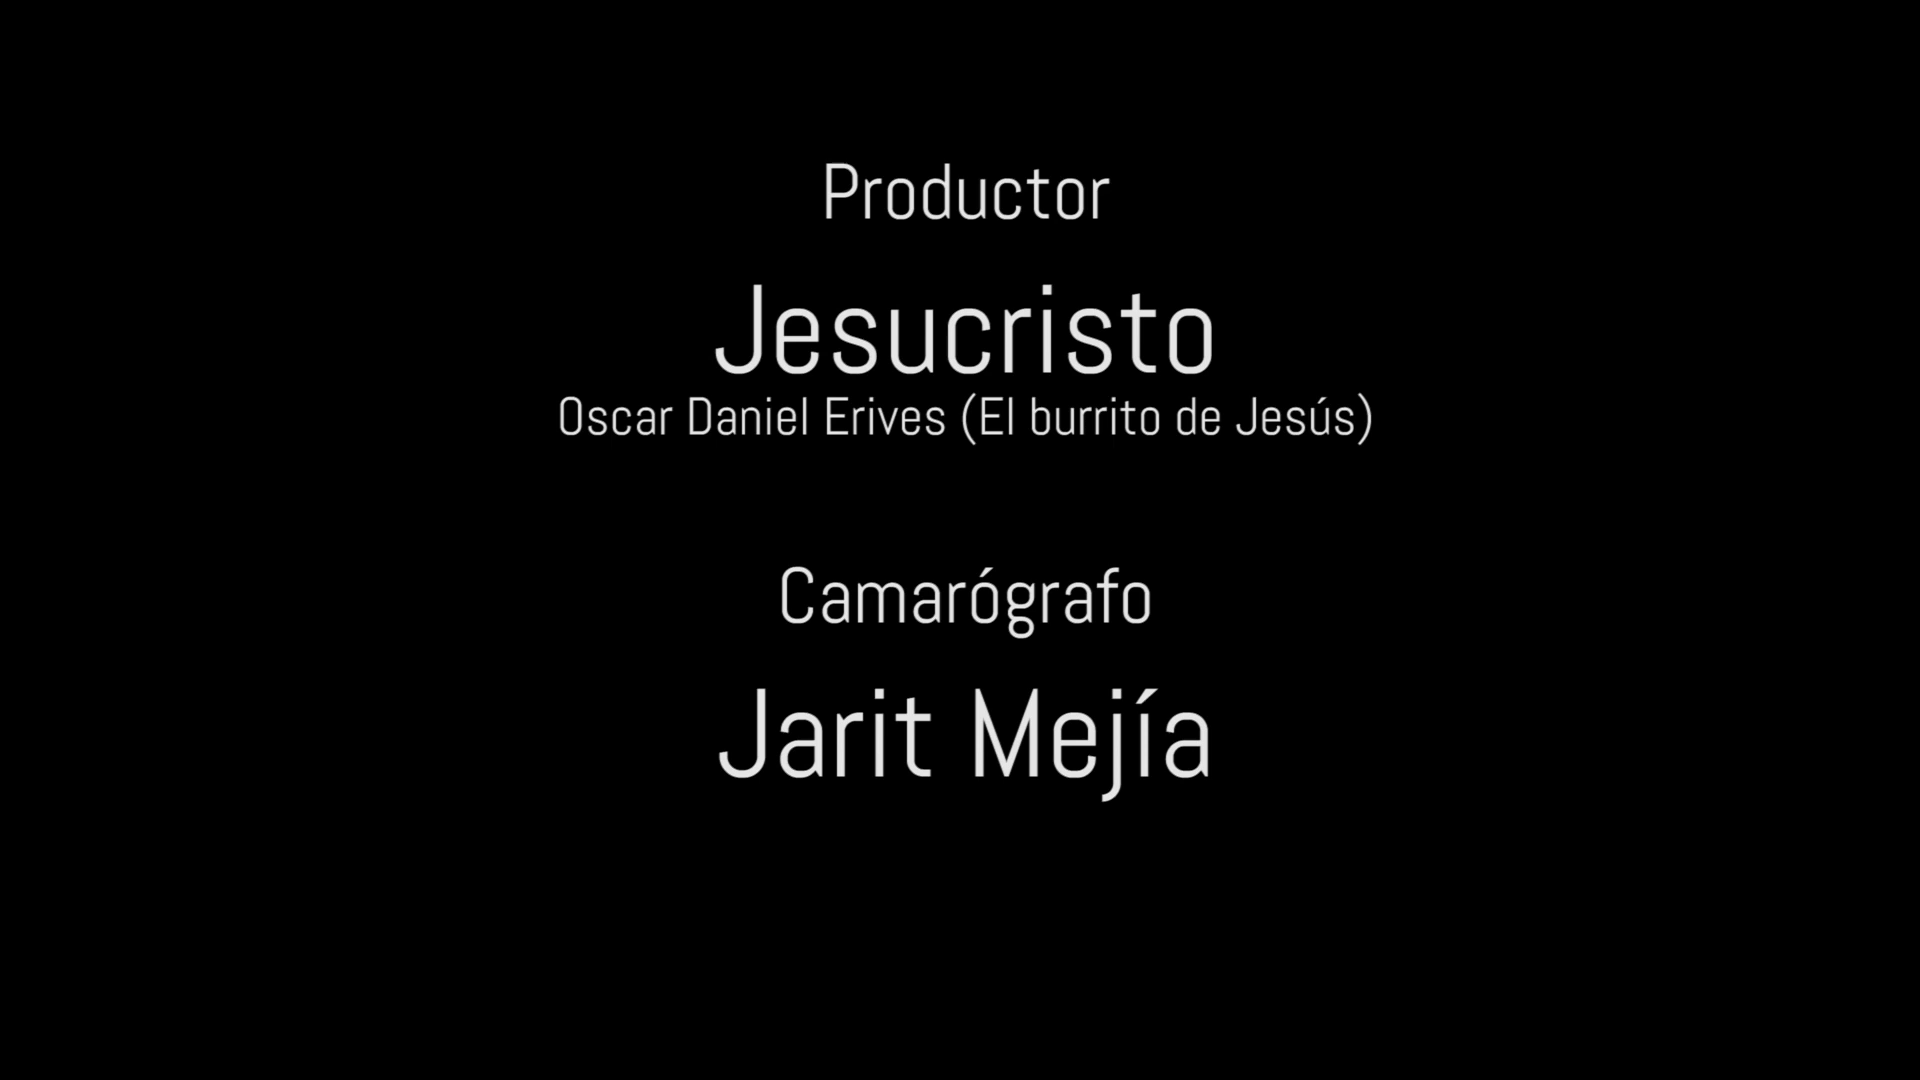 Productor
Jesucristo
Oscar Daniel Erives (El burrito de Jesús)
Camarógrafo
Jarit Mejía